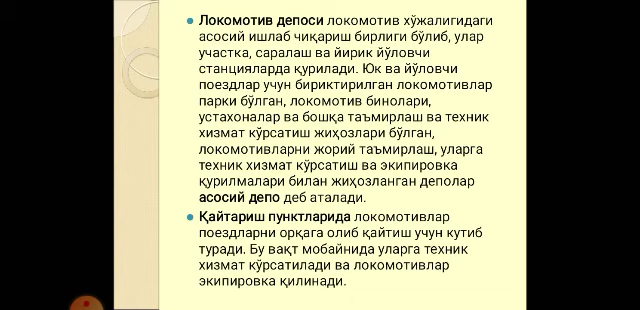 Локомотив депоси локомотив хўжалигидаги
асосий ишлаб чиқариш бирлиги бўлиб, улар
участка, саралаш ва йирик йўловчи
станцияларда қурилади. Юк ва йўловчи
поездлар учун бириктирилган локомотивлар
парки бўлган, локомотив бинолари,
устахоналар ва бошқа таъмирлаш ва техник
хизмат кўрсатиш жиҳозлари бўлган,
локомотивларни жорий таъмирлаш, уларга
техник хизмат кўрсатиш ва экипировка
қурилмалари билан жиҳозланган деполар
асосий депо деб аталади.
Қайтариш пунктларида локомотивлар
поездларни орқага олиб қайтиш учун кутиб
туради. Бу вақт мобайнида уларга техник
хизмат кўрсатилади ва локомотивлар
экипировка қилинади.